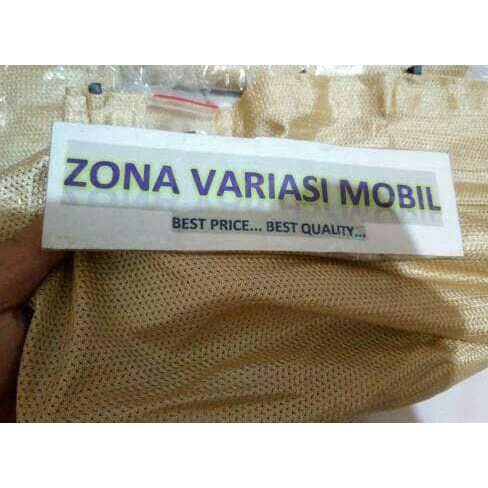 ZONA VARIASI MOBIL
BEST PRICE... BEST QUALITY...